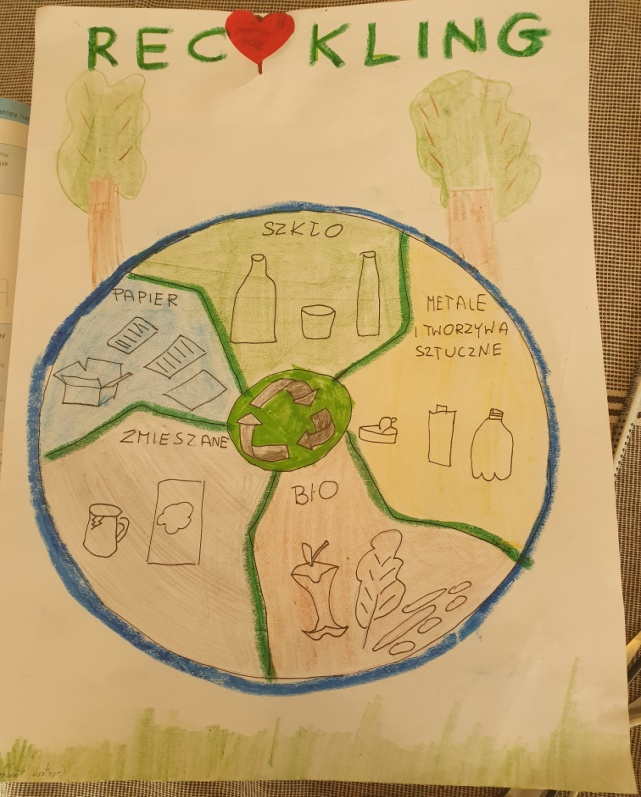 REC KLING
SZKŁO
PAPIER
METALE
I TWORZYWA
SZTUCZNE
ZMIESZANE
BIO